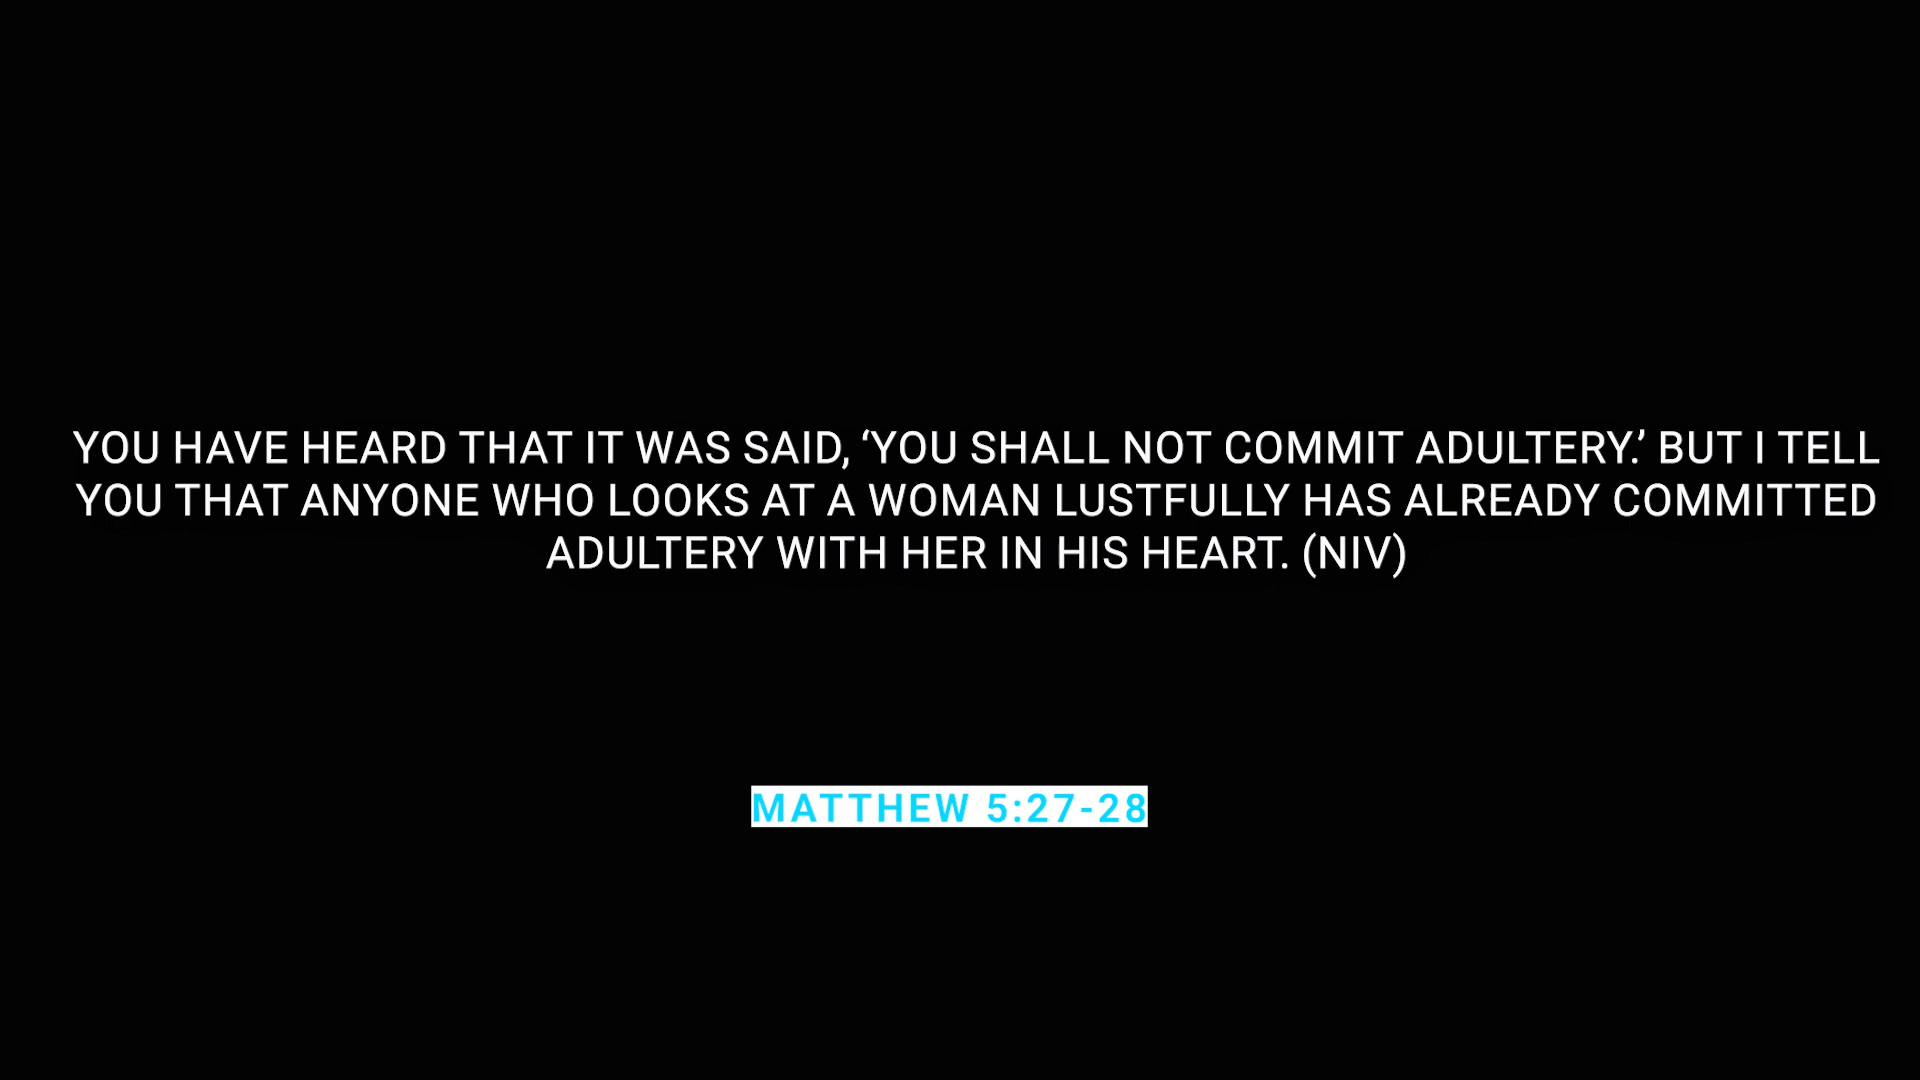 YOU HAVE HEARD THAT IT WAS SAID, ‘YOU SHALL NOT COMMIT ADULTERY.’ BUT I TELL
YOU THAT ANYONE WHO LOOKS AT A WOMAN LUSTFULLY HAS ALREADY COMMITTED
ADULTERY WITH HER IN HIS HEART. (NIV)
MATTHEW 5:27-28